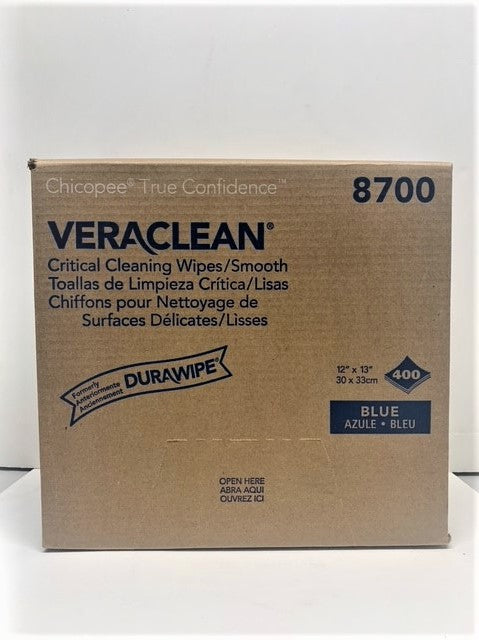 Chicopee® True Confidence™
8700
VERACLEAN®
Critical Cleaning Wipes/Smooth
Toallas de Limpieza Crítica/Lisas
Chiffons pour Nettoyage de
Surfaces Délicates/Lisses
Formerly
Anteriormente
Anciennement
DURAWIPE®
12" x 13"
30 x 33cm
400
BLUE
AZULE • BLEU
OPEN HERE
ABRA AQUI
OUVREZ ICI